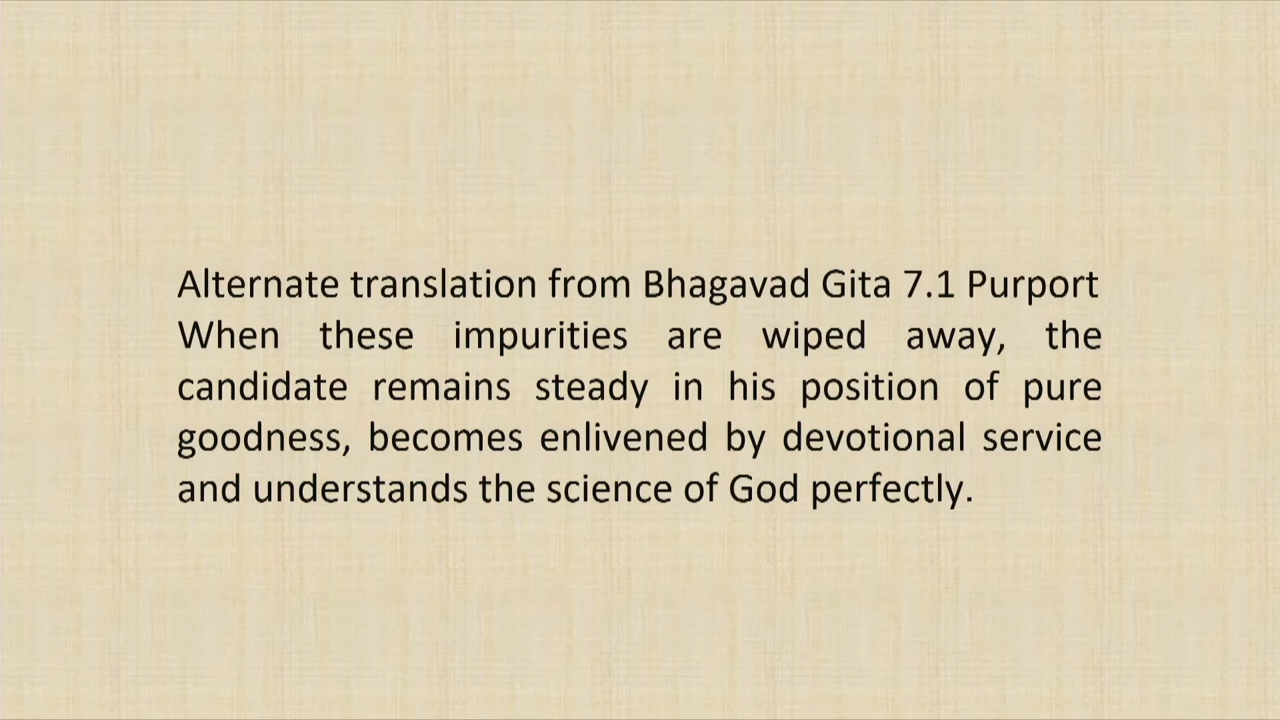 Alternate translation from Bhagavad Gita 7.1 Purport
When these impurities are wiped away, the
candidate remains steady in his position of pure
goodness, becomes enlivened by devotional service
and understands the science of God perfectly.